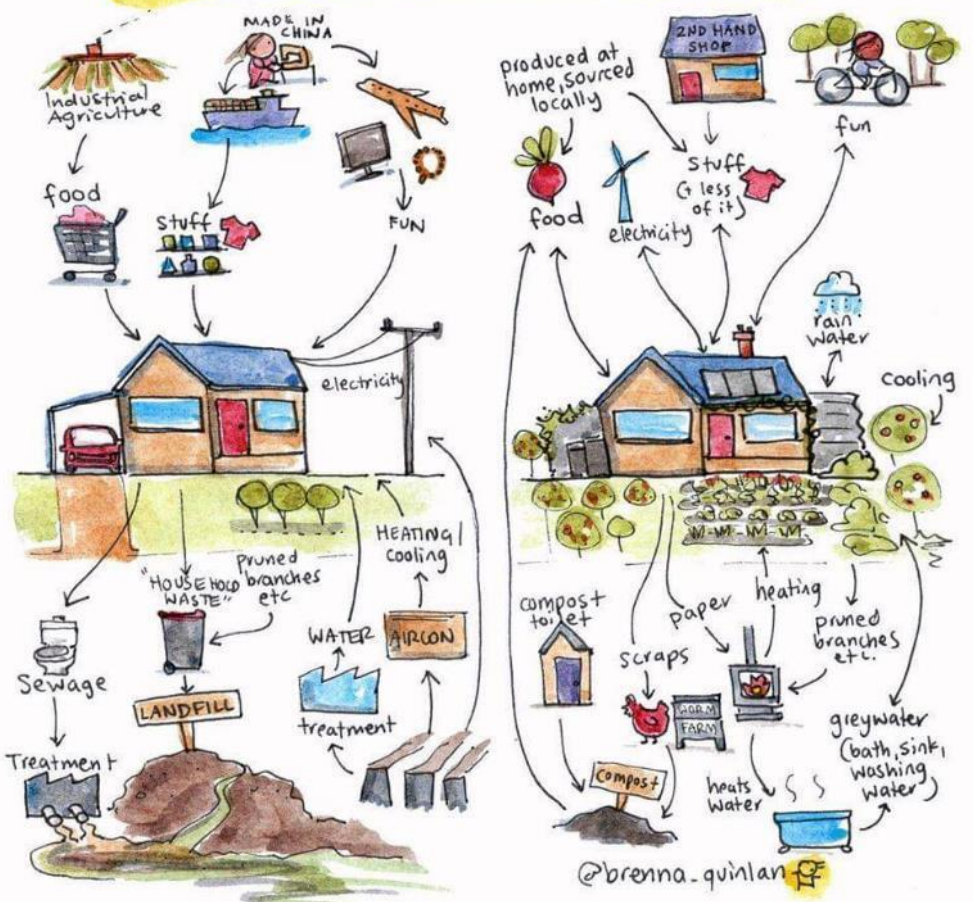 MADE IN
CHINA
Industrial
Agriculture
food
Stuff
FUN
electricity
"HOUSEHOLD
WASTE"
pruned
branches
etc
HEATING/
cooling
Sewage
WATER
AIRCON
LANDFILL
treatment
Treatment
produced at
home, sourced
locally
2ND HAND
SHOP
fun
food
electricity
Stuff
(+ less
of it)
rain
water
cooling
compost
toilet
paper
heating
pruned
branches
etc.
scraps
WORM
FARM
compost
heats
water
greywater
(bath, sink,
washing
water)
@brenna_quinlan